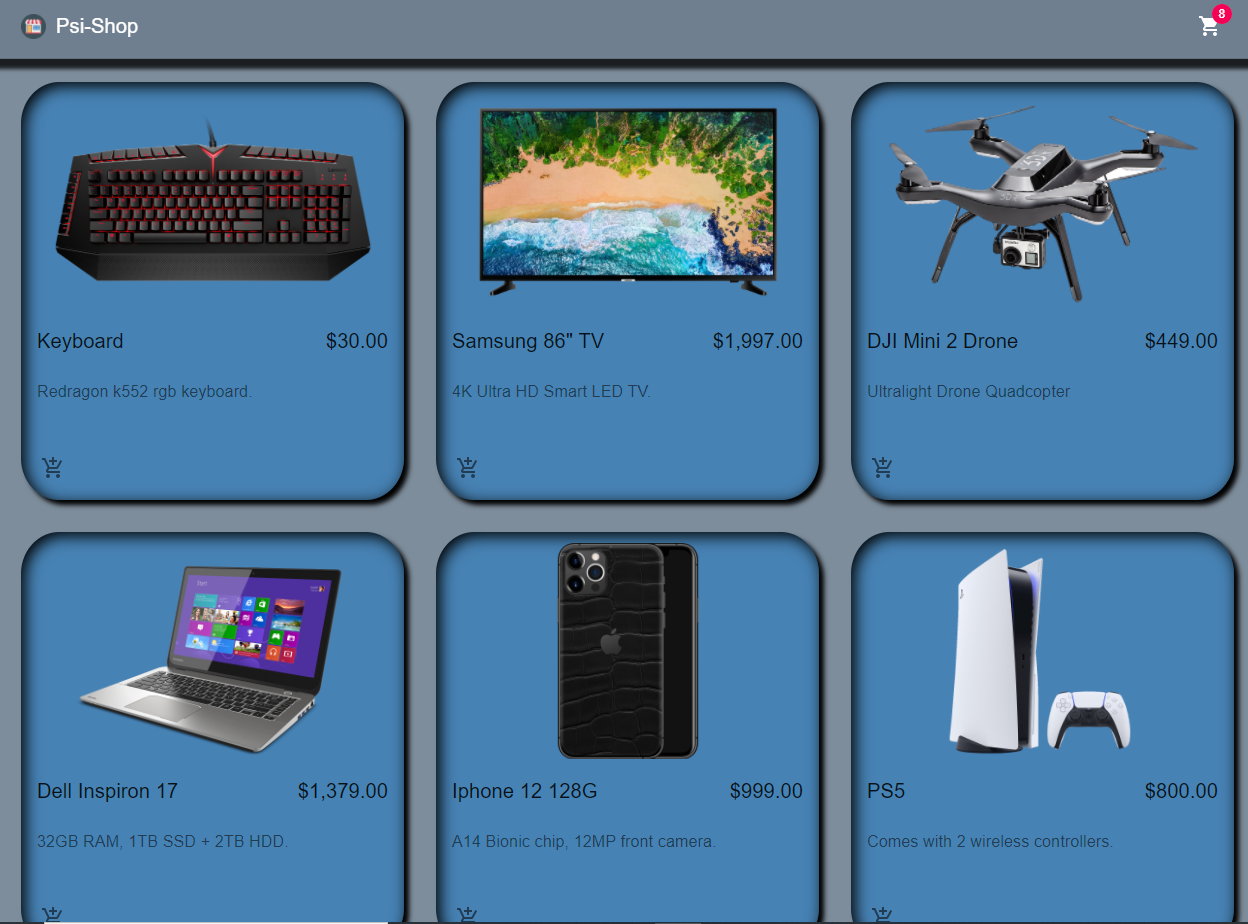 Psi-Shop
8
Keyboard $30.00
Redragon k552 rgb keyboard.
Samsung 86" TV $1,997.00
4K Ultra HD Smart LED TV.
3DR
DJI Mini 2 Drone $449.00
Ultralight Drone Quadcopter
Start
Dell Inspiron 17 $1,379.00
32GB RAM, 1TB SSD + 2TB HDD.
Iphone 12 128G $999.00
A14 Bionic chip, 12MP front camera.
PS5 $800.00
Comes with 2 wireless controllers.